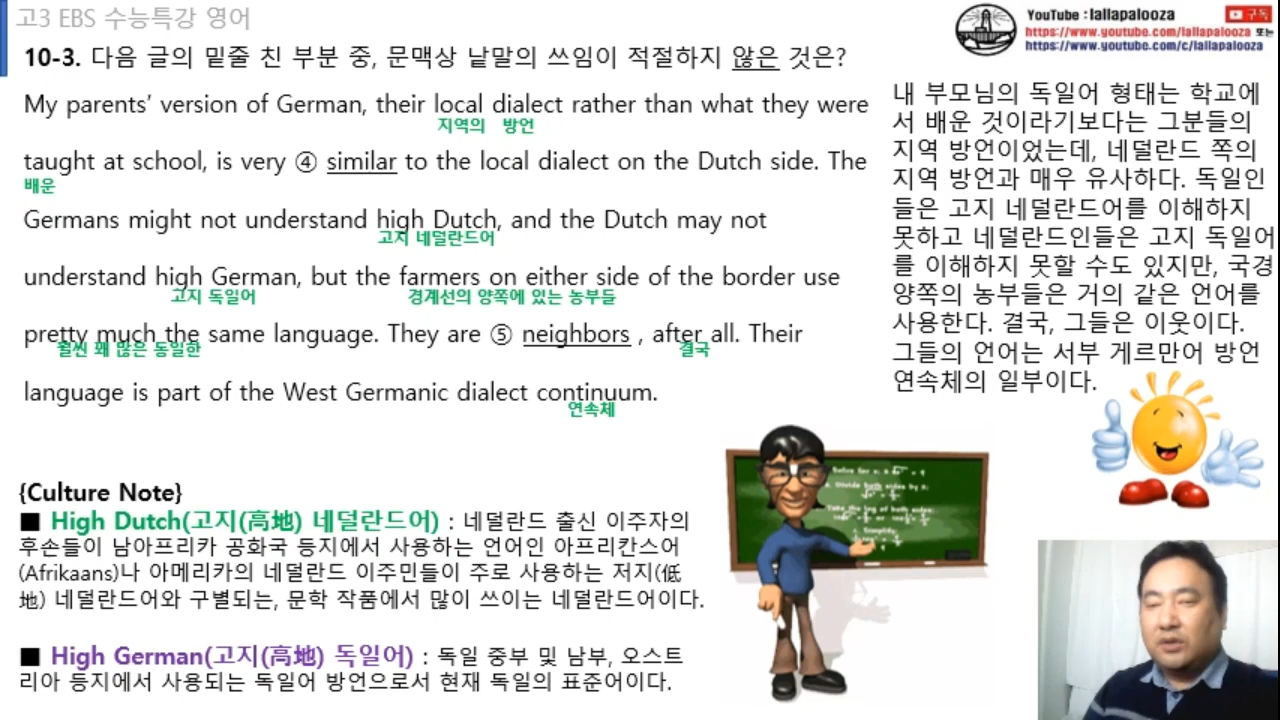 고3 EBS 수능특강 영어
YouTube : lallapalooza
구독
https://www.youtube.com/lallapalooza 또는
https://www.youtube.com/c/lallapalooza
10-3. 다음 글의 밑줄 친 부분 중, 문맥상 낱말의 쓰임이 적절하지 않은 것은?
My parents’ version of German, their local dialect rather than what they were
지역의 방언
taught at school, is very ④ similar to the local dialect on the Dutch side. The
배운
Germans might not understand high Dutch, and the Dutch may not
고지 네덜란드어
understand high German, but the farmers on either side of the border use
고지 독일어 경계선의 양쪽에 있는 농부들
pretty much the same language. They are ⑤ neighbors , after all. Their
훨씬 꽤 많은 동일한 결국
language is part of the West Germanic dialect continuum.
연속체
내 부모님의 독일어 형태는 학교에
서 배운 것이라기보다는 그분들의
지역 방언이었는데, 네덜란드 쪽의
지역 방언과 매우 유사하다. 독일인
들은 고지 네덜란드어를 이해하지
못하고 네덜란드인들은 고지 독일어
를 이해하지 못할 수도 있지만, 국경
양쪽의 농부들은 거의 같은 언어를
사용한다. 결국, 그들은 이웃이다.
그들의 언어는 서부 게르만어 방언
연속체의 일부이다.
{Culture Note}
■ High Dutch(고지(高地) 네덜란드어) : 네덜란드 출신 이주자의
후손들이 남아프리카 공화국 등지에서 사용하는 언어인 아프리칸스어
(Afrikaans)나 아메리카의 네덜란드 이주민들이 주로 사용하는 저지(低
地) 네덜란드어와 구별되는, 문학 작품에서 많이 쓰이는 네덜란드어이다.
■ High German(고지(高地) 독일어) : 독일 중부 및 남부, 오스트
리아 등지에서 사용되는 독일어 방언으로서 현재 독일의 표준어이다.